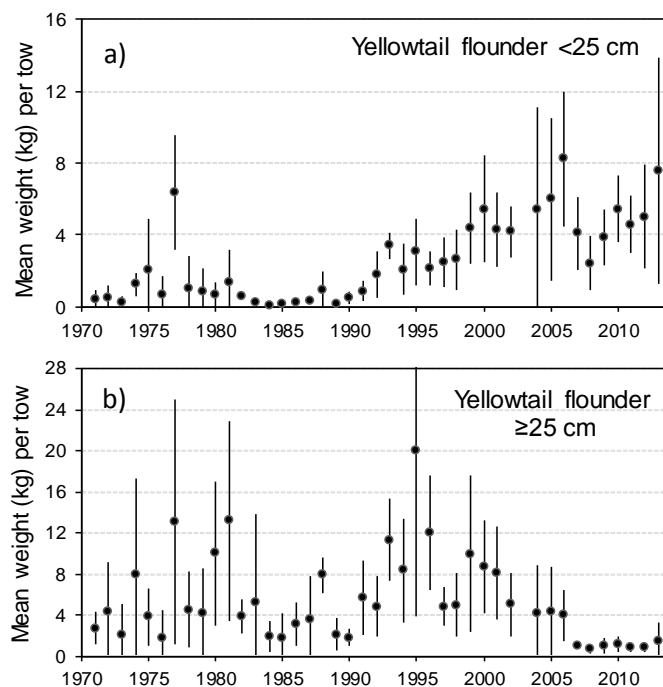 16
12
8
4
0
Mean weight (kg) per tow
a)
Yellowtail flounder <25 cm
1970 1975 1980 1985 1990 1995 2000 2005 2010
28
24
20
16
12
8
4
0
Mean weight (kg) per tow
b)
Yellowtail flounder
≥25 cm
1970 1975 1980 1985 1990 1995 2000 2005 2010